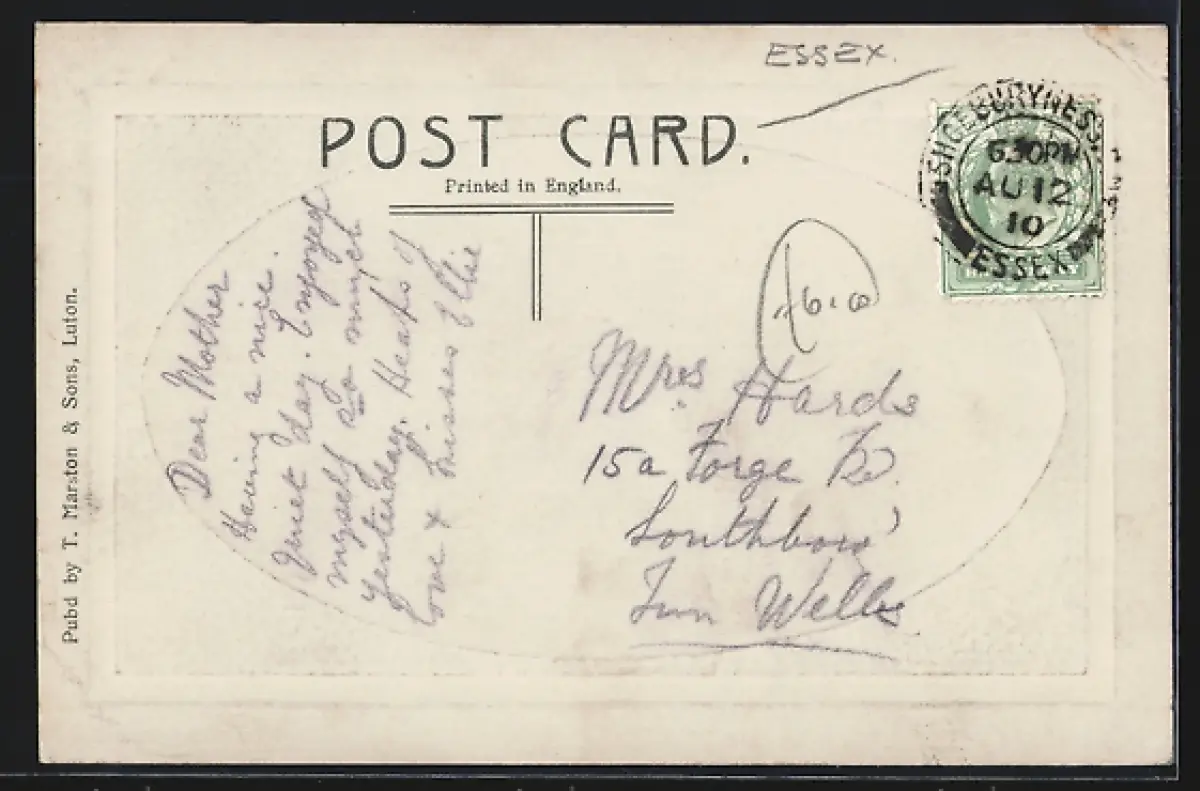 ESSEX.
POST CARD.
Printed in England.
SHOEBURYNESS
6.30PM
AU 12
10
ESSEX
Dear Mother
Having a nice
Quiet day. Enjoyed
myself so much
yesterday. Heaps of
love & kisses Ellie
Mrs Hards
15a Forge Rd.
Southboro'
Tun Wells
Pubd by T. Marston & Sons, Luton.